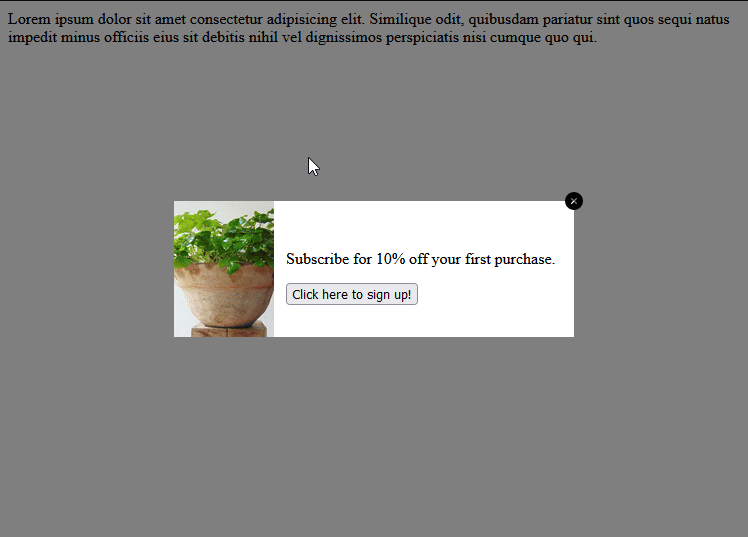 Lorem ipsum dolor sit amet consectetur adipisicing elit. Similique odit, quibusdam pariatur sint quos sequi natus
impedit minus officiis eius sit debitis nihil vel dignissimos perspiciatis nisi cumque quo qui.
×
Subscribe for 10% off your first purchase.
Click here to sign up!